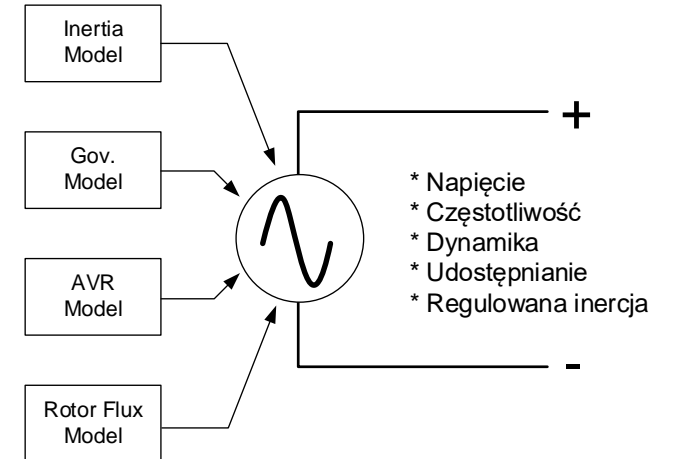 Inertia
Model
Gov.
Model
AVR
Model
Rotor Flux
Model
+
* Napięcie
* Częstotliwość
* Dynamika
* Udostępnianie
* Regulowana inercja
-